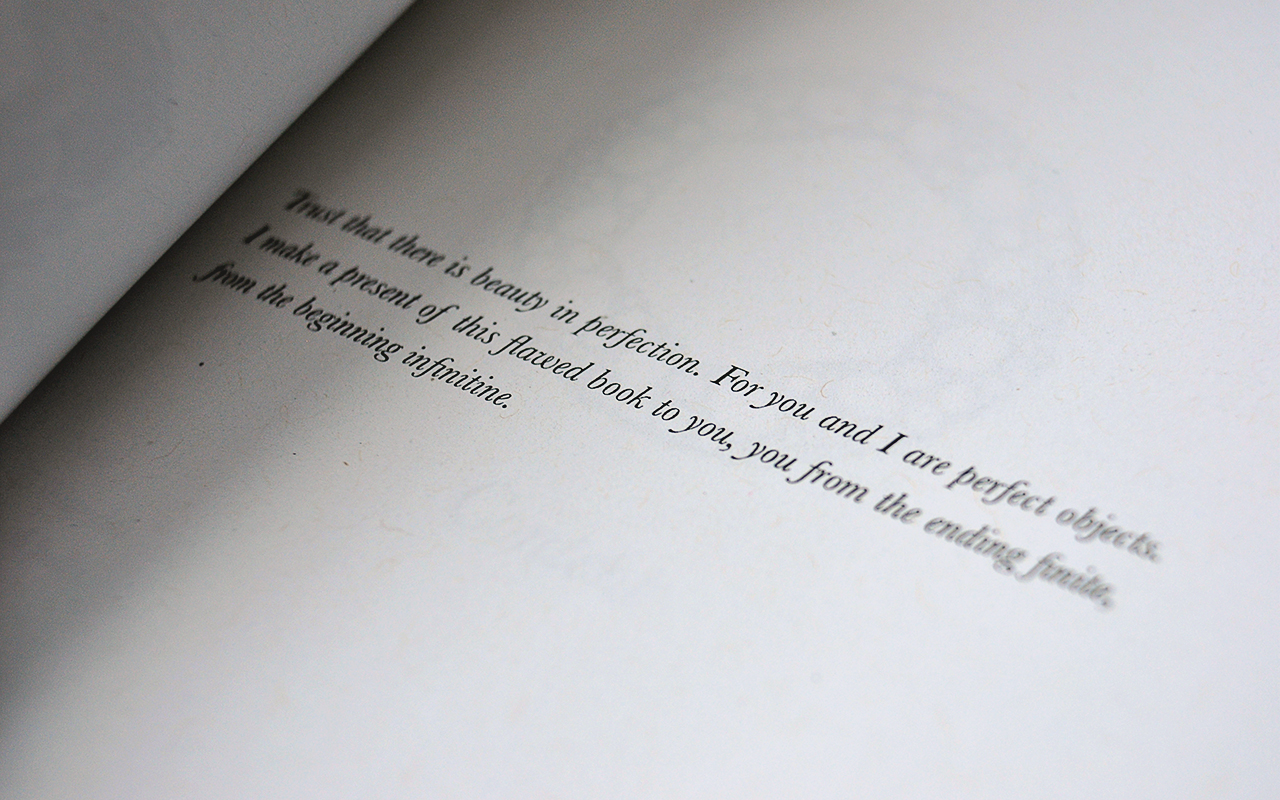 Trust that there is beauty in perfection. For you and I are perfect objects.
I make a present of this flawed book to you, you from the ending finite,
from the beginning infinitine.